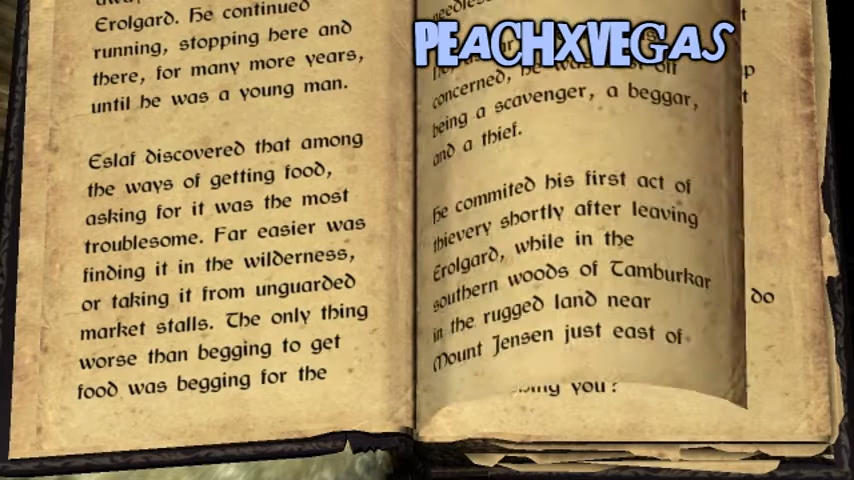 Erolgard. He continued
running, stopping here and
there, for many more years,
until he was a young man.
Eslaf discovered that among
the ways of getting food,
asking for it was the most
troublesome. Far easier was
finding it in the wilderness,
or taking it from unguarded
market stalls. The only thing
worse than begging to get
food was begging for the
PEACHXVEGAS
concerned, he was
off
being a scavenger, a beggar,
and a thief.
He commited his first act of
thievery shortly after leaving
Erolgard, while in the
southern woods of Tamburkar
in the rugged land near
Mount Jensen just east of
you?
do